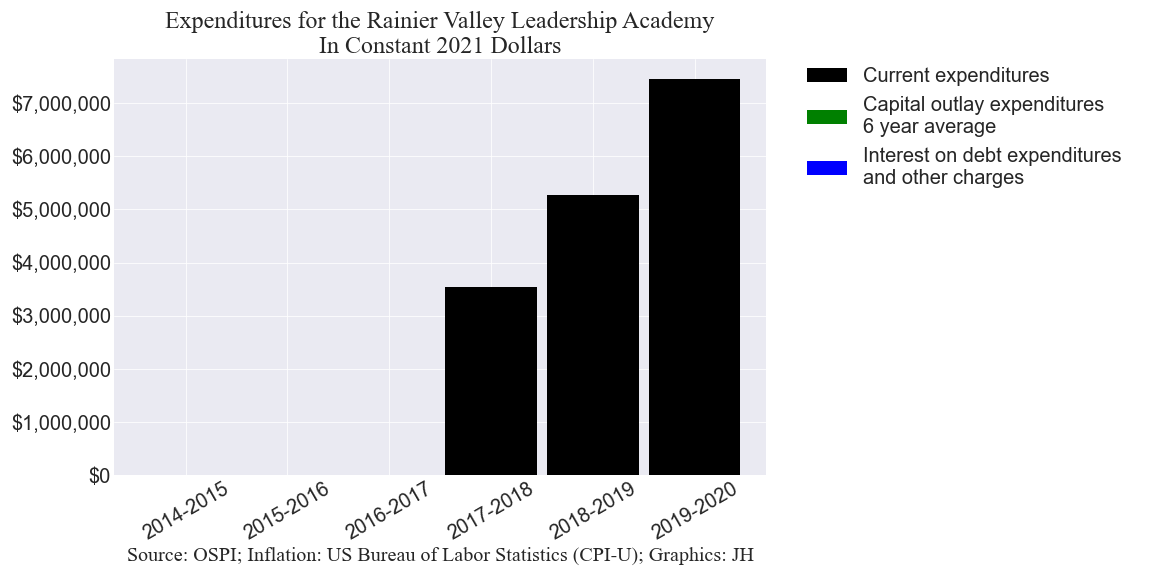 Expenditures for the Rainier Valley Leadership Academy
In Constant 2021 Dollars
$7,000,000
$6,000,000
$5,000,000
$4,000,000
$3,000,000
$2,000,000
$1,000,000
$0
2014-2015
2015-2016
2016-2017
2017-2018
2018-2019
2019-2020
Source: OSPI; Inflation: US Bureau of Labor Statistics (CPI-U); Graphics: JH
Current expenditures
Capital outlay expenditures
6 year average
Interest on debt expenditures
and other charges